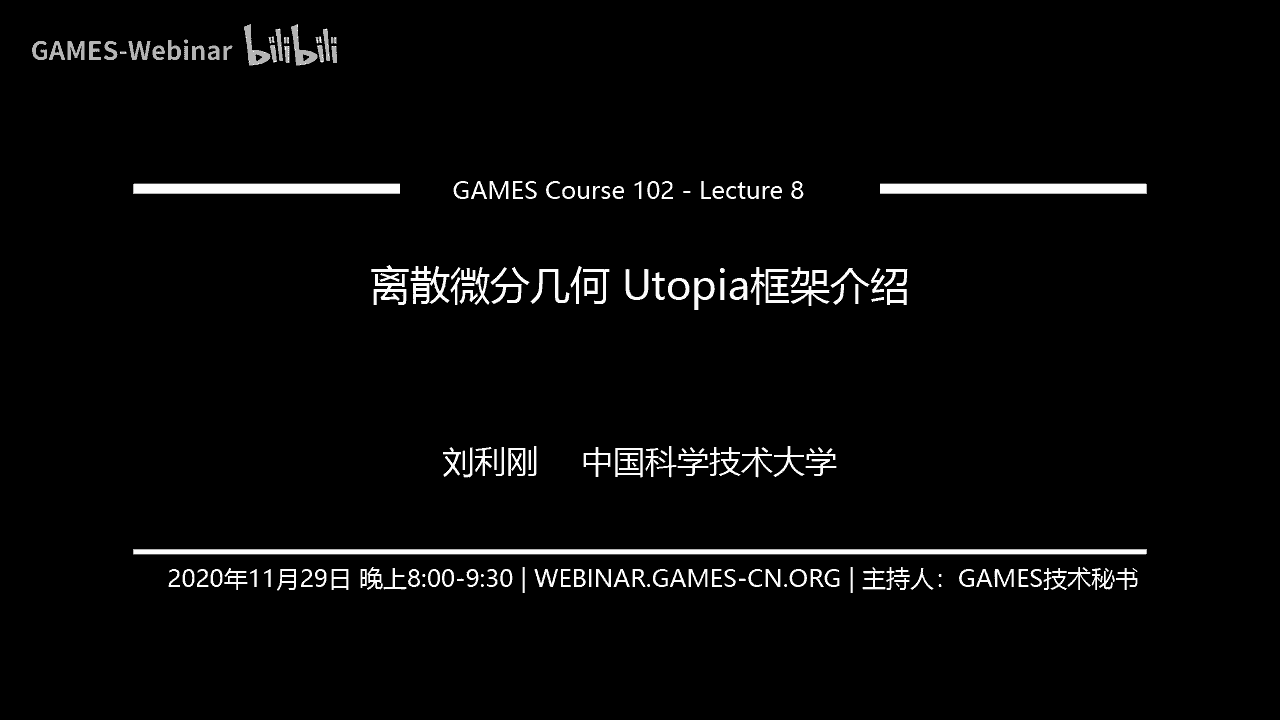 GAMES-Webinar bilibili
GAMES Course 102 - Lecture 8
离散微分几何 Utopia框架介绍
刘利刚 中国科学技术大学
2020年11月29日 晚上8:00-9:30 | WEBINAR.GAMES-CN.ORG | 主持人：GAMES技术秘书